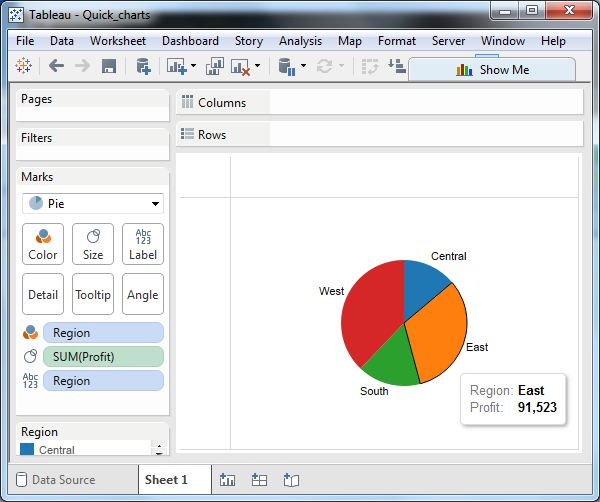 Tableau - Quick_charts
File Data Worksheet Dashboard Story Analysis Map Format Server Window Help
Show Me
Pages
Columns
Rows
Filters
Marks
Pie
Abc
123
Color Size Label
Detail Tooltip Angle
Region
SUM(Profit)
Abc
123
Region
Region
Central
Central
West
East
South
Region: East
Profit: 91,523
Data Source Sheet 1